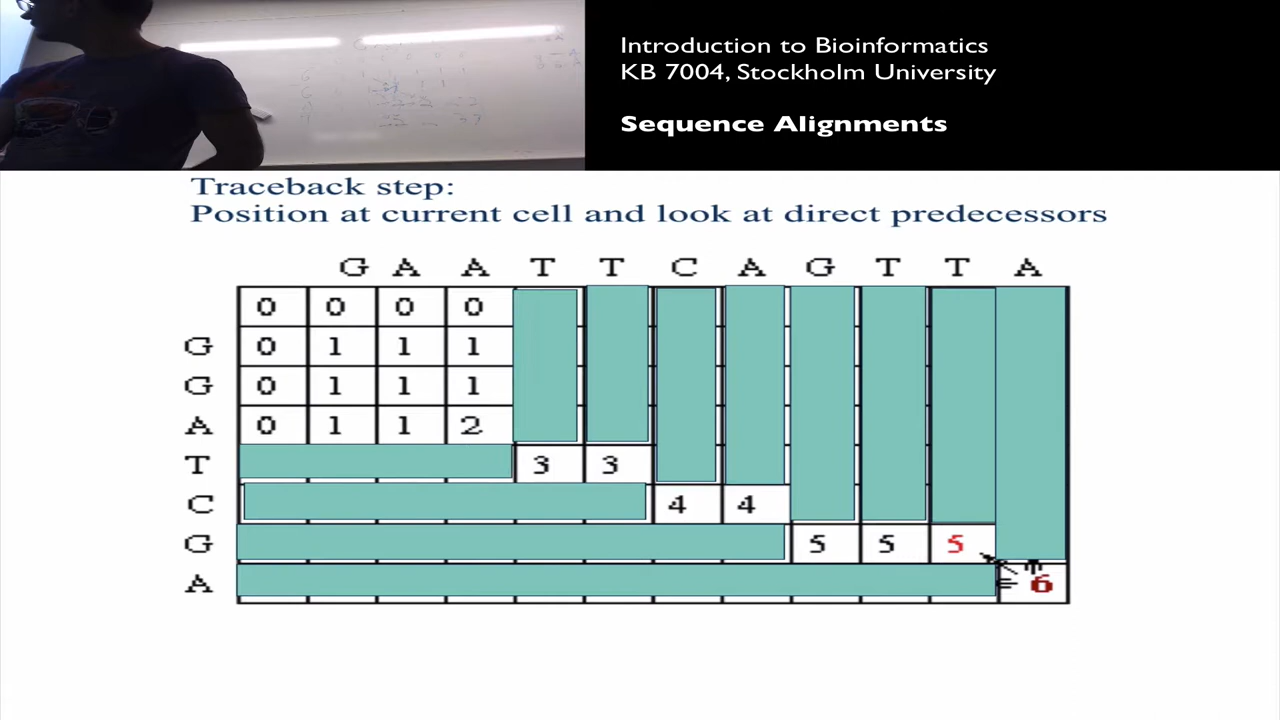 Introduction to Bioinformatics
KB 7004, Stockholm University
Sequence Alignments
Traceback step:
Position at current cell and look at direct predecessors
G A A T T C A G T T A
0 0 0 0
G 0 1 1 1
G 0 1 1 1
A 0 1 1 2
T 3 3
C 4 4
G 5 5 5
A 6